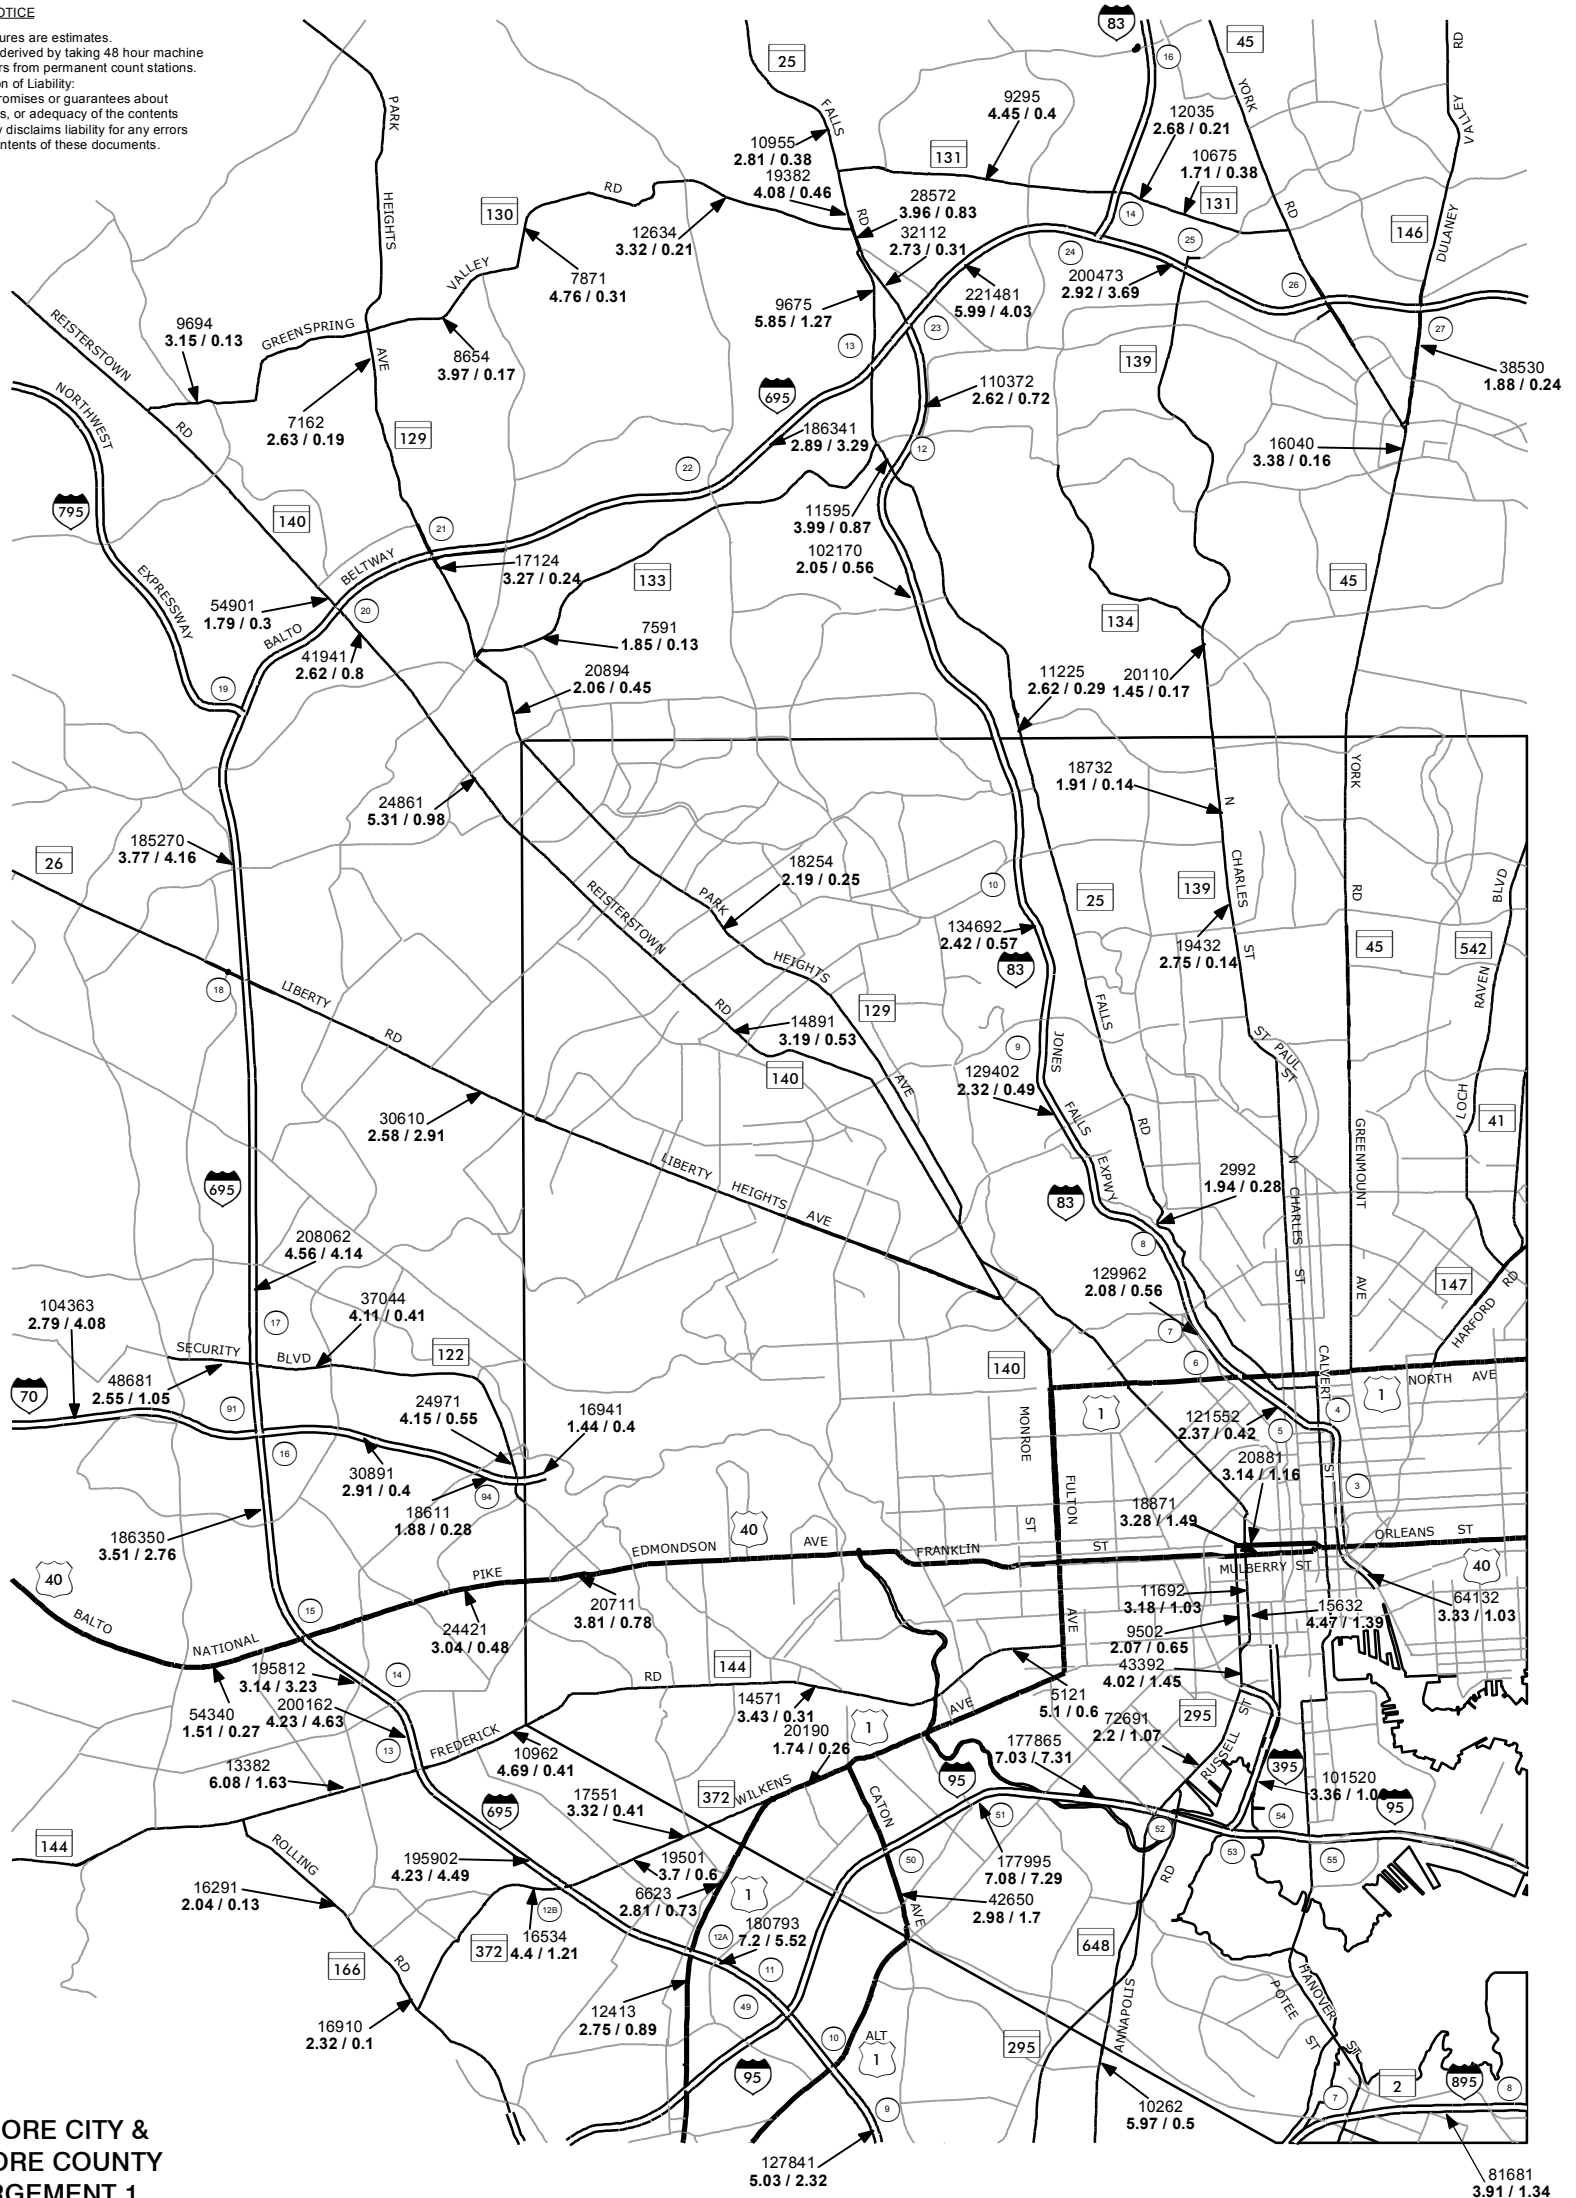 OTICE
ures are estimates.
derived by taking 48 hour machine
rs from permanent count stations.
on of Liability:
romises or guarantees about
rs, or adequacy of the contents
y disclaims liability for any errors
ntents of these documents.
83
16
45
25
YORK
RD
VALLEY
PARK
FALLS
9295
4.45 / 0.4
12035
2.68 / 0.21
10955
2.81 / 0.38
131
10675
1.71 / 0.38
19382
4.08 / 0.46
RD
28572
3.96 / 0.83
131
130
HEIGHTS
14
RD
RD
146
DULANEY
12634
3.32 / 0.21
32112
2.73 / 0.31
25
24
VALLEY
7871
4.76 / 0.31
200473
2.92 / 3.69
26
221481
5.99 / 4.03
9675
5.85 / 1.27
REISTERSTOWN
9694
3.15 / 0.13
GREENSPRING
23
27
13
AVE
8654
3.97 / 0.17
139
38530
1.88 / 0.24
NORTHWEST
695
110372
2.62 / 0.72
7162
2.63 / 0.19
RD
129
186341
2.89 / 3.29
12
16040
3.38 / 0.16
22
795
140
21
11595
3.99 / 0.87
102170
2.05 / 0.56
BELTWAY
17124
3.27 / 0.24
133
45
EXPRESSWAY
54901
1.79 / 0.3
20
134
BALTO
7591
1.85 / 0.13
41941
2.62 / 0.8
20894
2.06 / 0.45
11225
2.62 / 0.29
20110
1.45 / 0.17
19
18732
1.91 / 0.14
YORK
24861
5.31 / 0.98
N
185270
3.77 / 4.16
26
18254
2.19 / 0.25
CHARLES
10
139
25
RD
BLVD
REISTERSTOWN
PARK
134692
2.42 / 0.57
19432
2.75 / 0.14
ST
45
542
HEIGHTS
83
18
LIBERTY
RD
RAVEN
RD
129
FALLS
14891
3.19 / 0.53
JONES
ST PAUL
ST
9
140
AVE
129402
2.32 / 0.49
LOCH
30610
2.58 / 2.91
FALLS
RD
41
GREENMOUNT
LIBERTY
EXPWY
N
2992
1.94 / 0.28
695
HEIGHTS
AVE
83
CHARLES
208062
4.56 / 4.14
8
129962
2.08 / 0.56
ST
AVE
147
RD
37044
4.11 / 0.41
104363
2.79 / 4.08
17
HARFORD
7
SECURITY
BLVD
122
140
6
CALVERT
48681
2.55 / 1.05
70
1
NORTH
AVE
24971
4.15 / 0.55
16941
1.44 / 0.4
91
MONROE
1
121552
2.37 / 0.42
4
5
16
20881
3.14 / 1.16
ST
30891
2.91 / 0.4
FULTON
3
94
18611
1.88 / 0.28
18871
3.28 / 1.49
186350
3.51 / 2.76
40
ST
EDMONDSON
AVE
FRANKLIN
ST
ORLEANS
ST
40
PIKE
MULBERRY
ST
40
11692
3.18 / 1.03
64132
3.33 / 1.03
20711
3.81 / 0.78
15632
4.47 / 1.39
15
BALTO
NATIONAL
24421
3.04 / 0.48
AVE
9502
2.07 / 0.65
43392
4.02 / 1.45
195812
3.14 / 3.23
14
RD
144
14571
3.43 / 0.31
5121
5.1 / 0.6
54340
1.51 / 0.27
200162
4.23 / 4.63
AVE
295
ST
1
20190
1.74 / 0.26
72691
2.2 / 1.07
FREDERICK
10962
4.69 / 0.41
13
177865
7.03 / 7.31
RUSSELL
13382
6.08 / 1.63
395
95
101520
3.36 / 1.0
95
372
WILKENS
CATON
17551
3.32 / 0.41
695
51
54
144
52
ROLLING
19501
3.7 / 0.6
50
53
55
195902
4.23 / 4.49
177995
7.08 / 7.29
RD
16291
2.04 / 0.13
6623
2.81 / 0.73
1
42650
2.98 / 1.7
12B
AVE
16534
4.4 / 1.21
12A
180793
7.2 / 5.52
372
648
166
RD
11
HANOVER
POTEE
12413
2.75 / 0.89
49
16910
2.32 / 0.1
ALT
10
1
295
ANNAPOLIS
ST
ST
95
2
895
8
7
9
10262
5.97 / 0.5
ORE CITY &
ORE COUNTY
RGEMENT 1
127841
5.03 / 2.32
81681
3.91 / 1.34